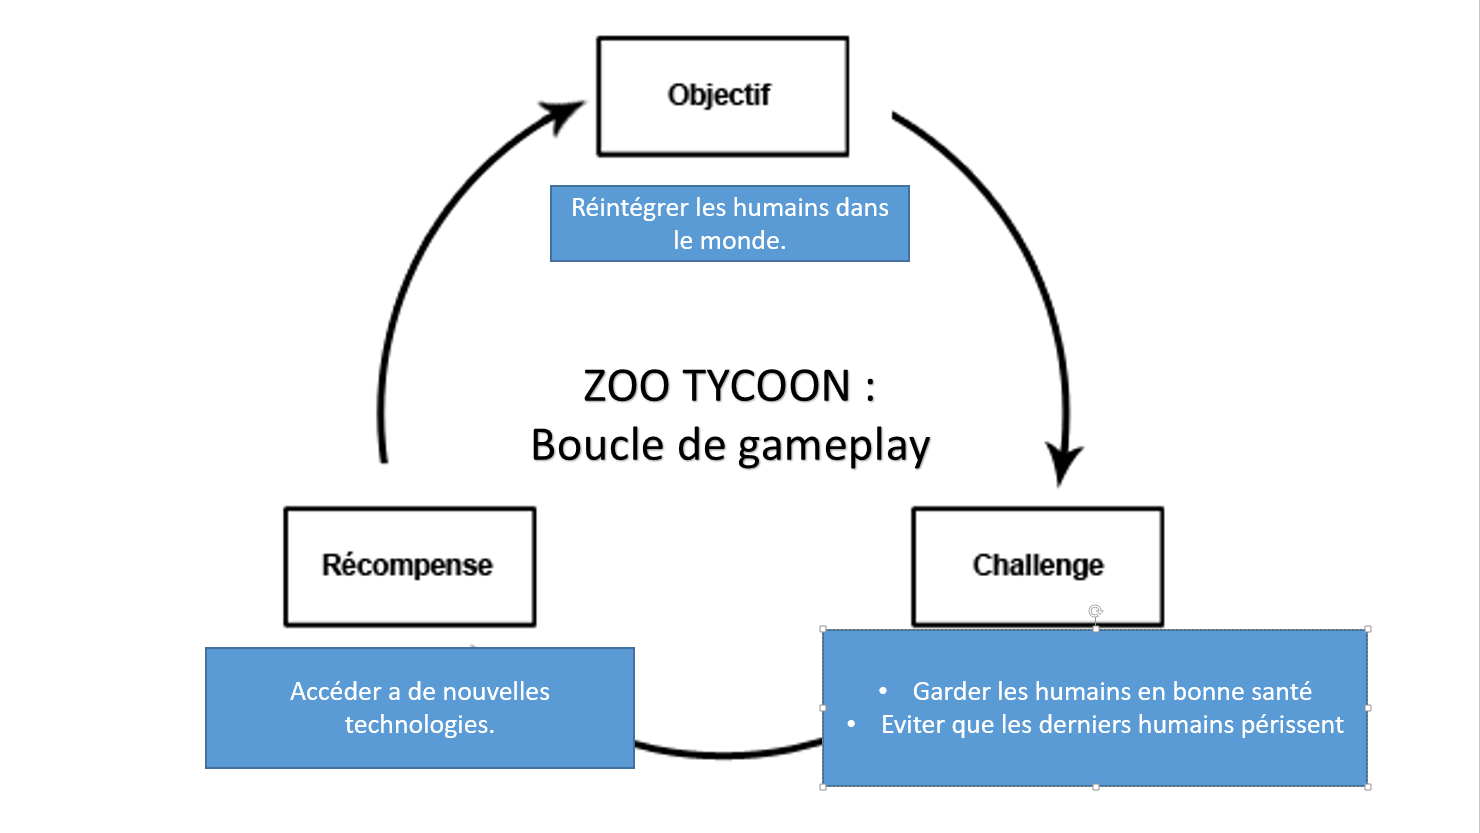 Objectif
Réintégrer les humains dans
le monde.
ZOO TYCOON :
Boucle de gameplay
Récompense
Challenge
Accéder a de nouvelles
technologies.
• Garder les humains en bonne santé
• Eviter que les derniers humains périssent